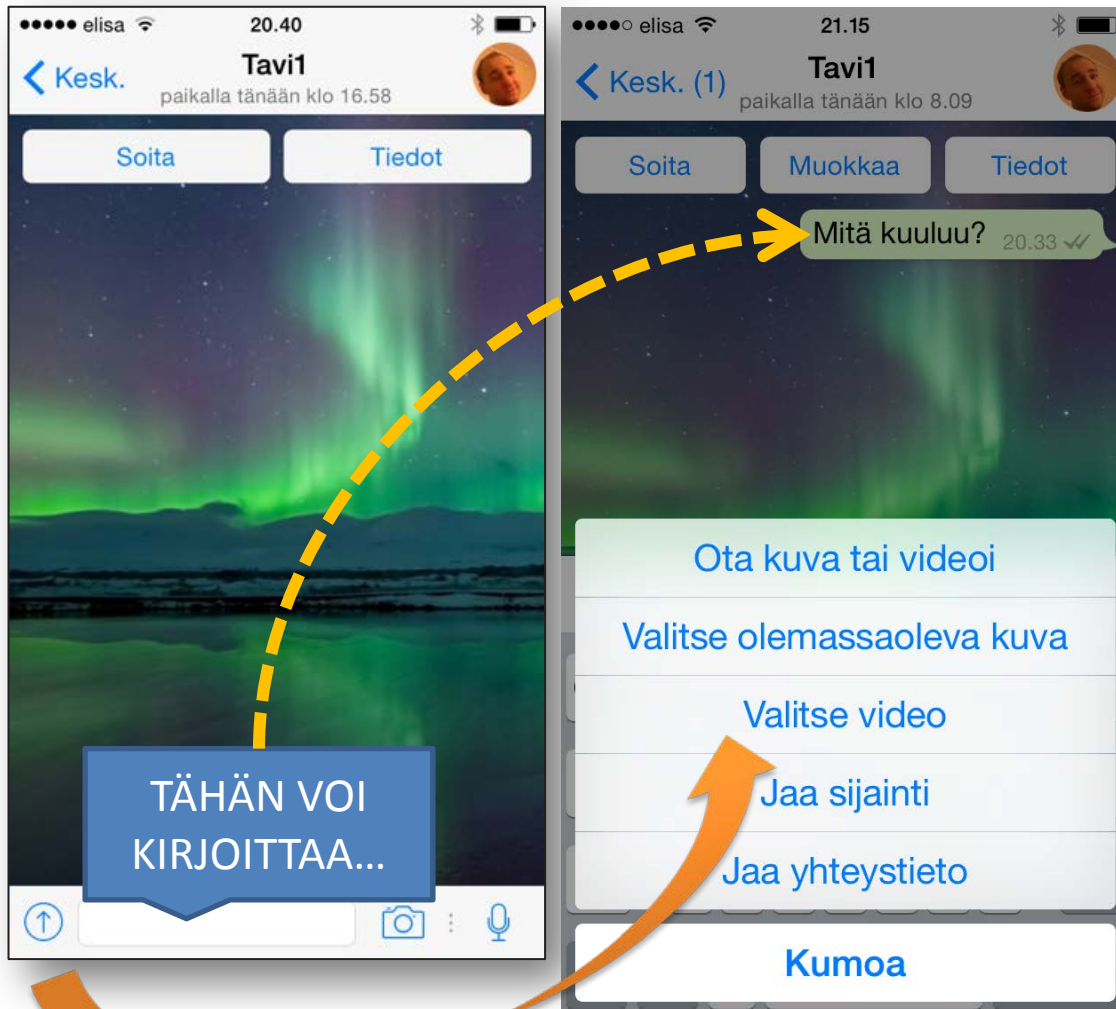 elisa 20.40
Kesk. Tavi1
paikalla tänään klo 16.58
Soita Tiedot
TÄHÄN VOI
KIRJOITTAA...
elisa 21.15
Kesk. (1) Tavi1
paikalla tänään klo 8.09
Soita Muokkaa Tiedot
Mitä kuuluu? 20.33
Ota kuva tai videoi
Valitse olemassaoleva kuva
Valitse video
Jaa sijainti
Jaa yhteystieto
Kumoa